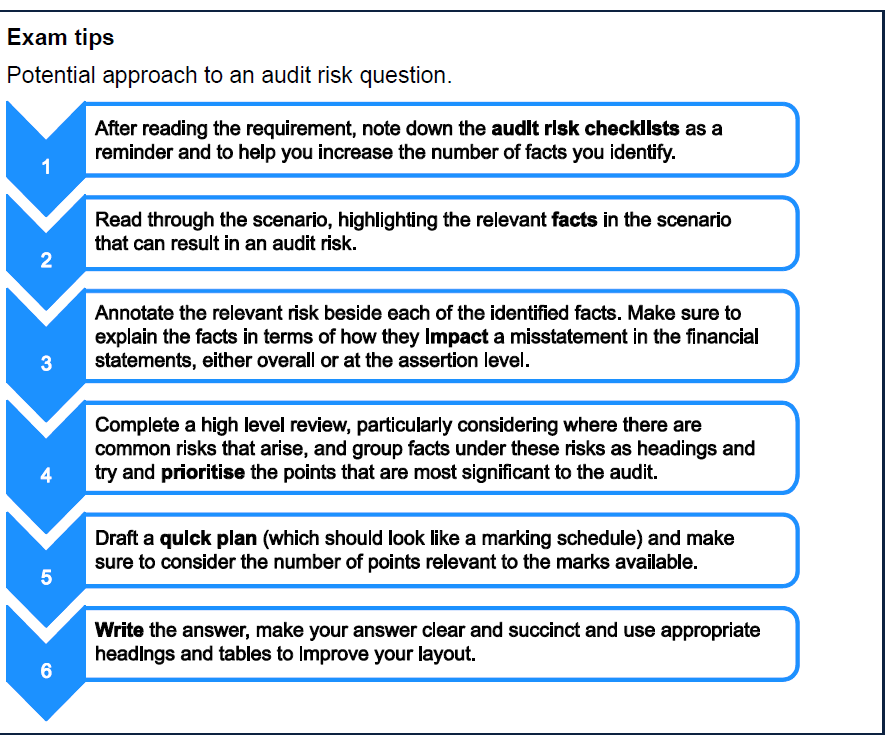 Exam tips
Potential approach to an audit risk question.
1
After reading the requirement, note down the audit risk checklists as a
reminder and to help you increase the number of facts you identify.
2
Read through the scenario, highlighting the relevant facts in the scenario
that can result in an audit risk.
3
Annotate the relevant risk beside each of the identified facts. Make sure to
explain the facts in terms of how they impact a misstatement in the financial
statements, either overall or at the assertion level.
4
Complete a high level review, particularly considering where there are
common risks that arise, and group facts under these risks as headings and
try and prioritise the points that are most significant to the audit.
5
Draft a quick plan (which should look like a marking schedule) and make
sure to consider the number of points relevant to the marks available.
6
Write the answer, make your answer clear and succinct and use appropriate
headings and tables to improve your layout.